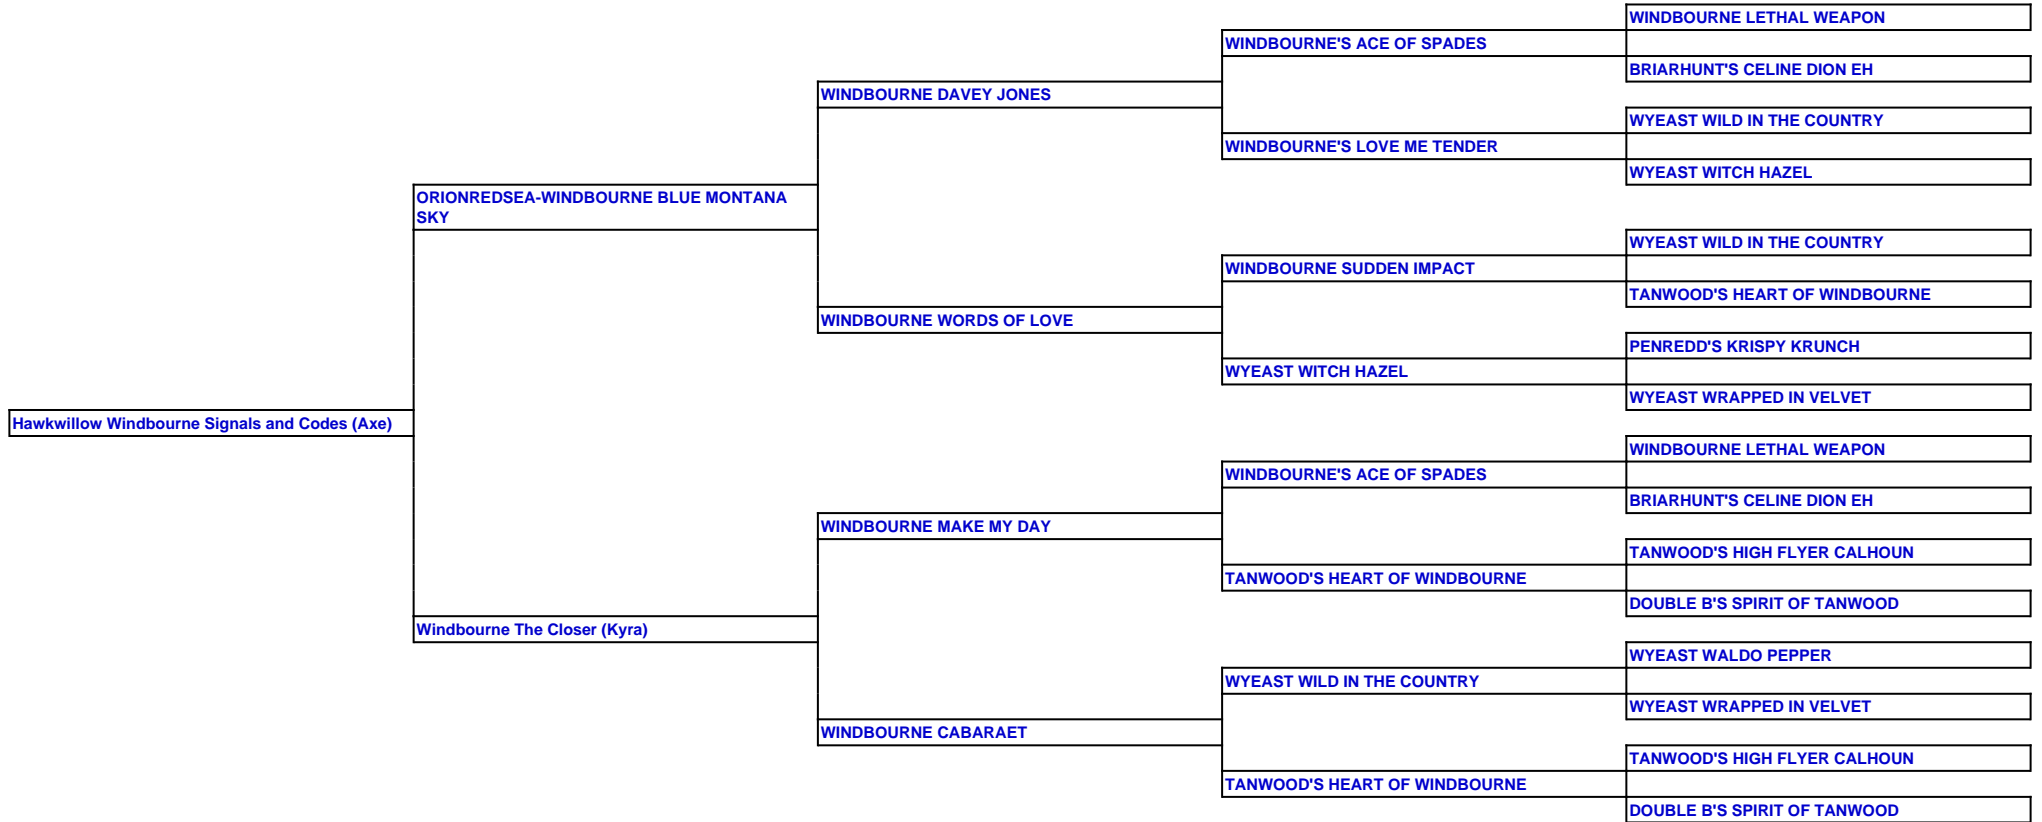 WINDBOURNE LETHAL WEAPON
WINDBOURNE'S ACE OF SPADES
BRIARHUNT'S CELINE DION EH
WINDBOURNE DAVEY JONES
WYEAST WILD IN THE COUNTRY
WINDBOURNE'S LOVE ME TENDER
WYEAST WITCH HAZEL
ORIONREDSEA-WINDBOURNE BLUE MONTANA
SKY
WYEAST WILD IN THE COUNTRY
WINDBOURNE SUDDEN IMPACT
TANWOOD'S HEART OF WINDBOURNE
WINDBOURNE WORDS OF LOVE
PENREDD'S KRISPY KRUNCH
WYEAST WITCH HAZEL
WYEAST WRAPPED IN VELVET
Hawkwillow Windbourne Signals and Codes (Axe)
WINDBOURNE LETHAL WEAPON
WINDBOURNE'S ACE OF SPADES
BRIARHUNT'S CELINE DION EH
WINDBOURNE MAKE MY DAY
TANWOOD'S HIGH FLYER CALHOUN
TANWOOD'S HEART OF WINDBOURNE
DOUBLE B'S SPIRIT OF TANWOOD
Windbourne The Closer (Kyra)
WYEAST WALDO PEPPER
WYEAST WILD IN THE COUNTRY
WYEAST WRAPPED IN VELVET
WINDBOURNE CABARAET
TANWOOD'S HIGH FLYER CALHOUN
TANWOOD'S HEART OF WINDBOURNE
DOUBLE B'S SPIRIT OF TANWOOD